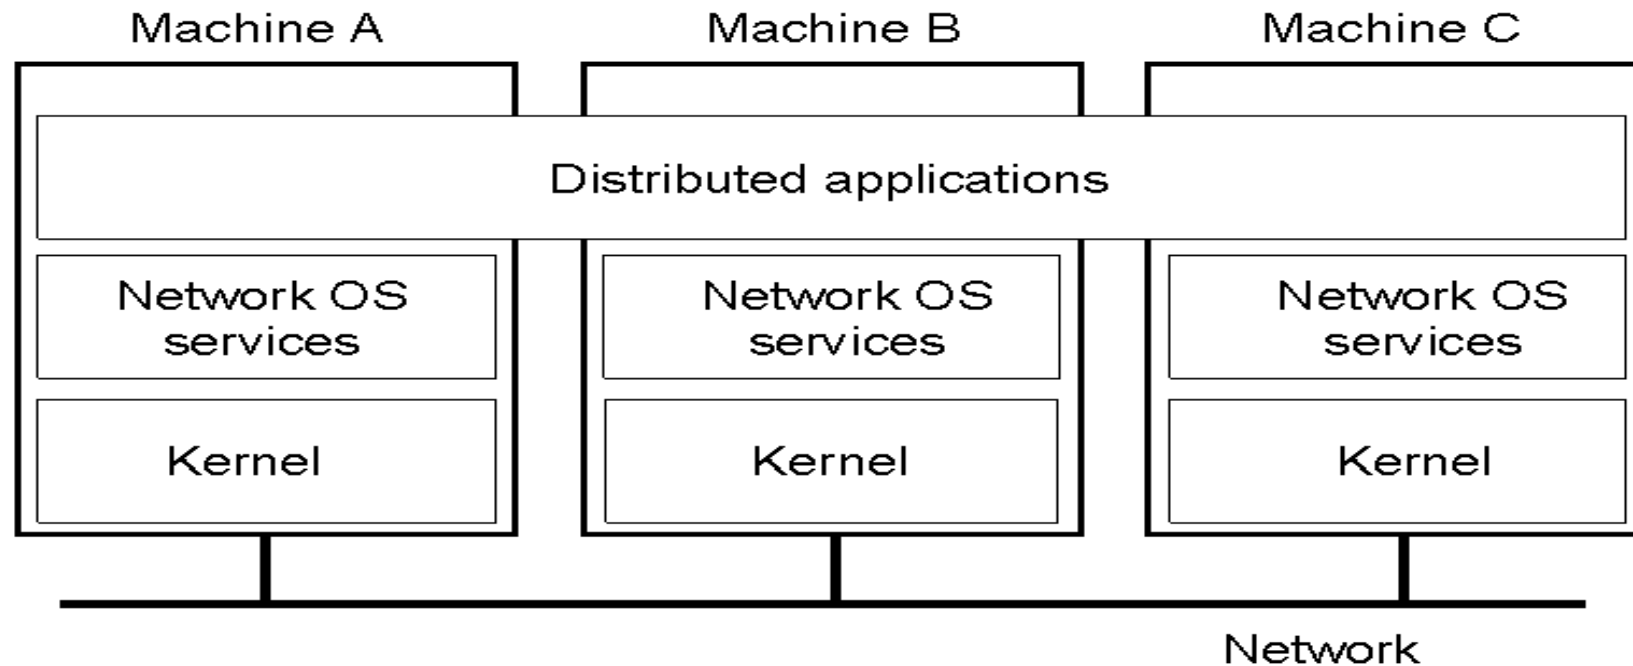 Machine A
Machine B
Machine C
Distributed applications
Network OS
services
Network OS
services
Network OS
services
Kernel
Kernel
Kernel
Network